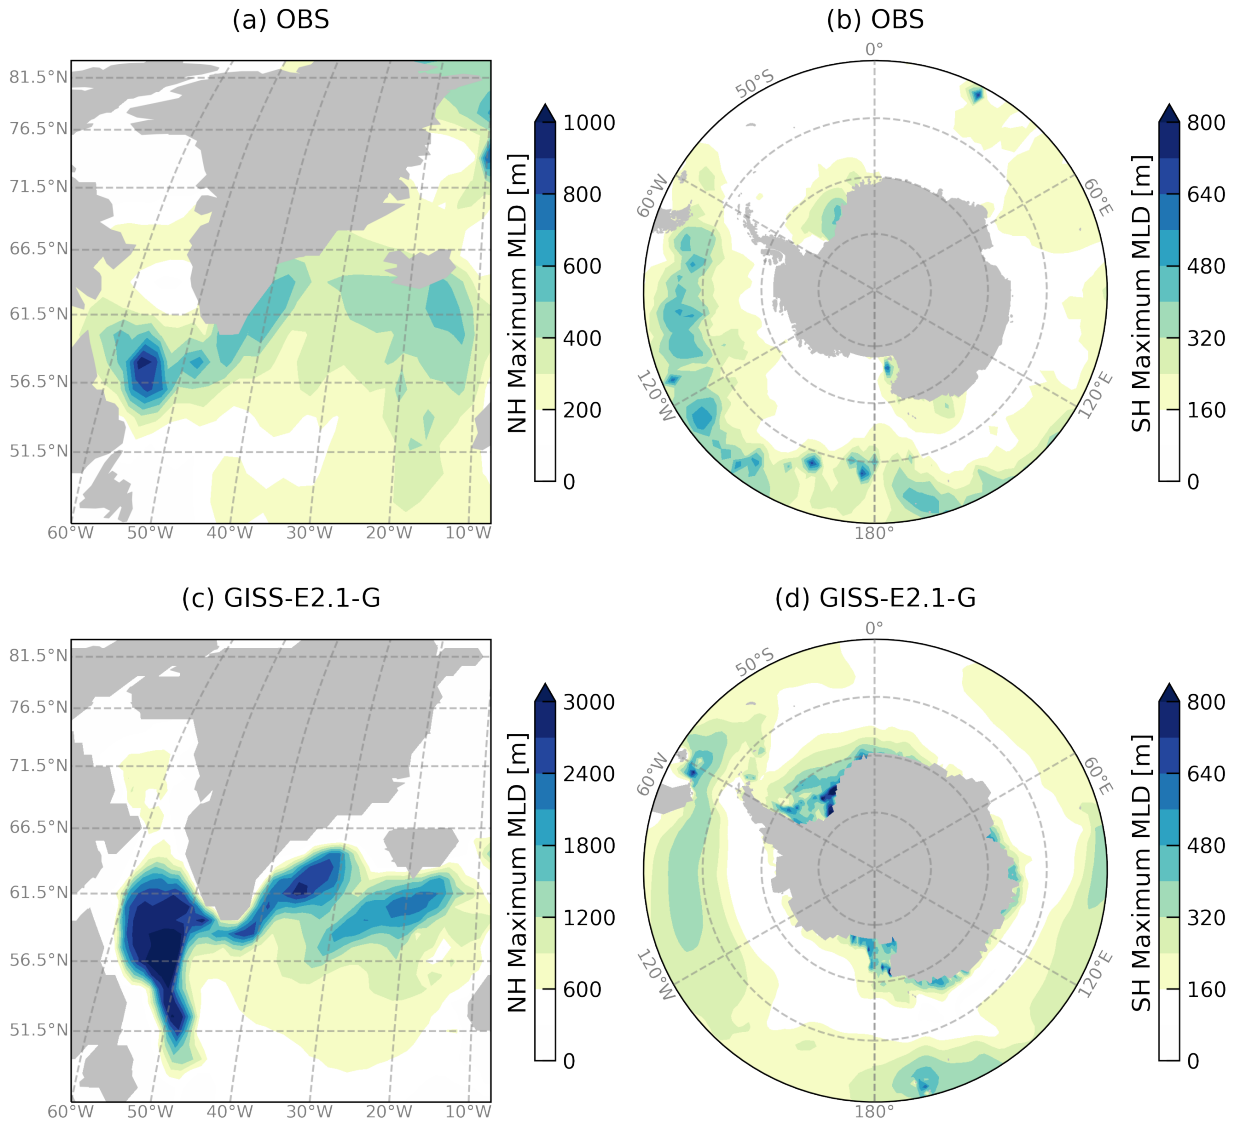 (a) OBS
81.5°N
76.5°N
71.5°N
66.5°N
61.5°N
56.5°N
51.5°N
60°W 50°W 40°W 30°W 20°W 10°W
NH Maximum MLD [m]
1000
800
600
400
200
0
(b) OBS
0°
50°S
60°W
60°E
120°W
120°E
180°
SH Maximum MLD [m]
800
640
480
320
160
0
(c) GISS-E2.1-G
81.5°N
76.5°N
71.5°N
66.5°N
61.5°N
56.5°N
51.5°N
60°W 50°W 40°W 30°W 20°W 10°W
NH Maximum MLD [m]
3000
2400
1800
1200
600
0
(d) GISS-E2.1-G
0°
50°S
60°W
60°E
120°W
120°E
180°
SH Maximum MLD [m]
800
640
480
320
160
0